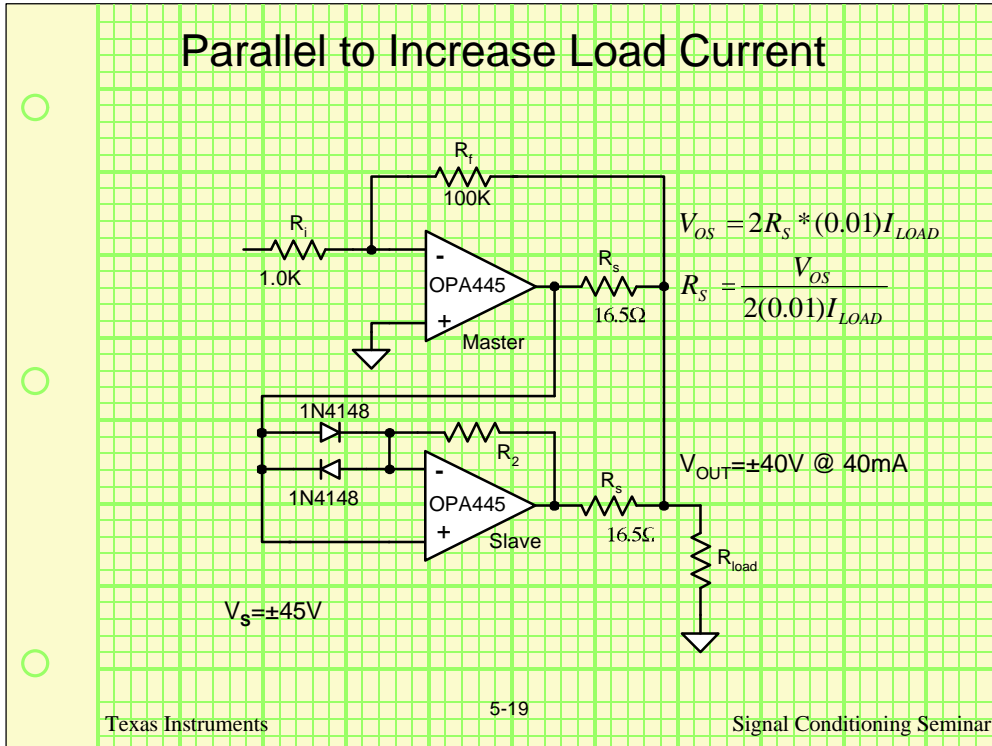 Parallel to Increase Load Current
R_f
100K
R_i
1.0K
-
OPA445
+
Master
R_s
16.5Ω
V_OS = 2R_S * (0.01)I_LOAD
R_S = V_OS / 2(0.01)I_LOAD
1N4148
1N4148
R_2
-
OPA445
+
Slave
R_s
16.5Ω
V_OUT=±40V @ 40mA
R_load
V_S=±45V
5-19
Texas Instruments
Signal Conditioning Seminar